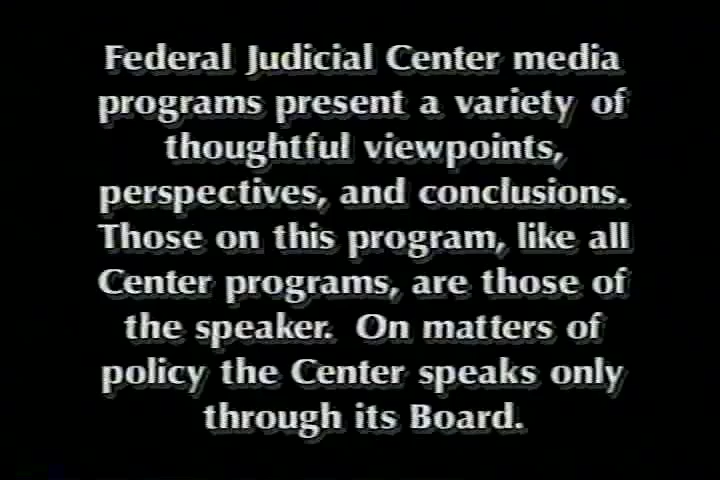 Federal Judicial Center media
programs present a variety of
thoughtful viewpoints,
perspectives, and conclusions.
Those on this program, like all
Center programs, are those of
the speaker.  On matters of
policy the Center speaks only
through its Board.